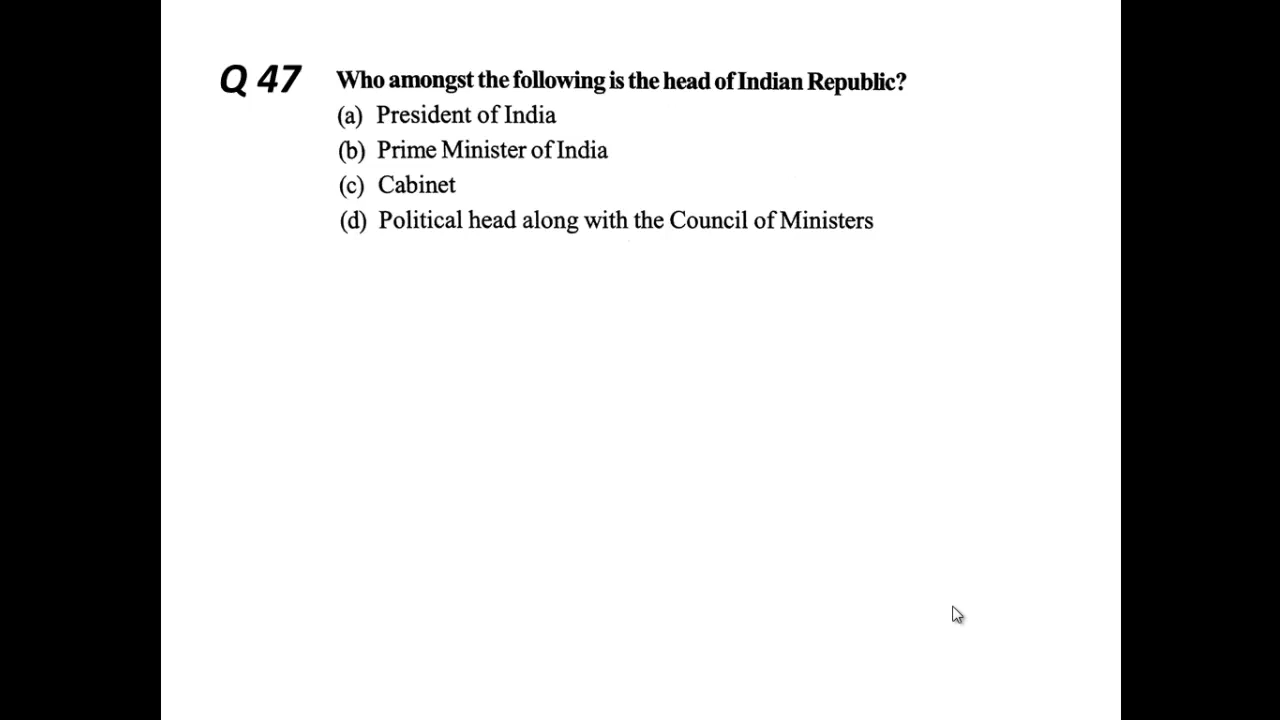 Q 47 Who amongst the following is the head of Indian Republic?
(a) President of India
(b) Prime Minister of India
(c) Cabinet
(d) Political head along with the Council of Ministers